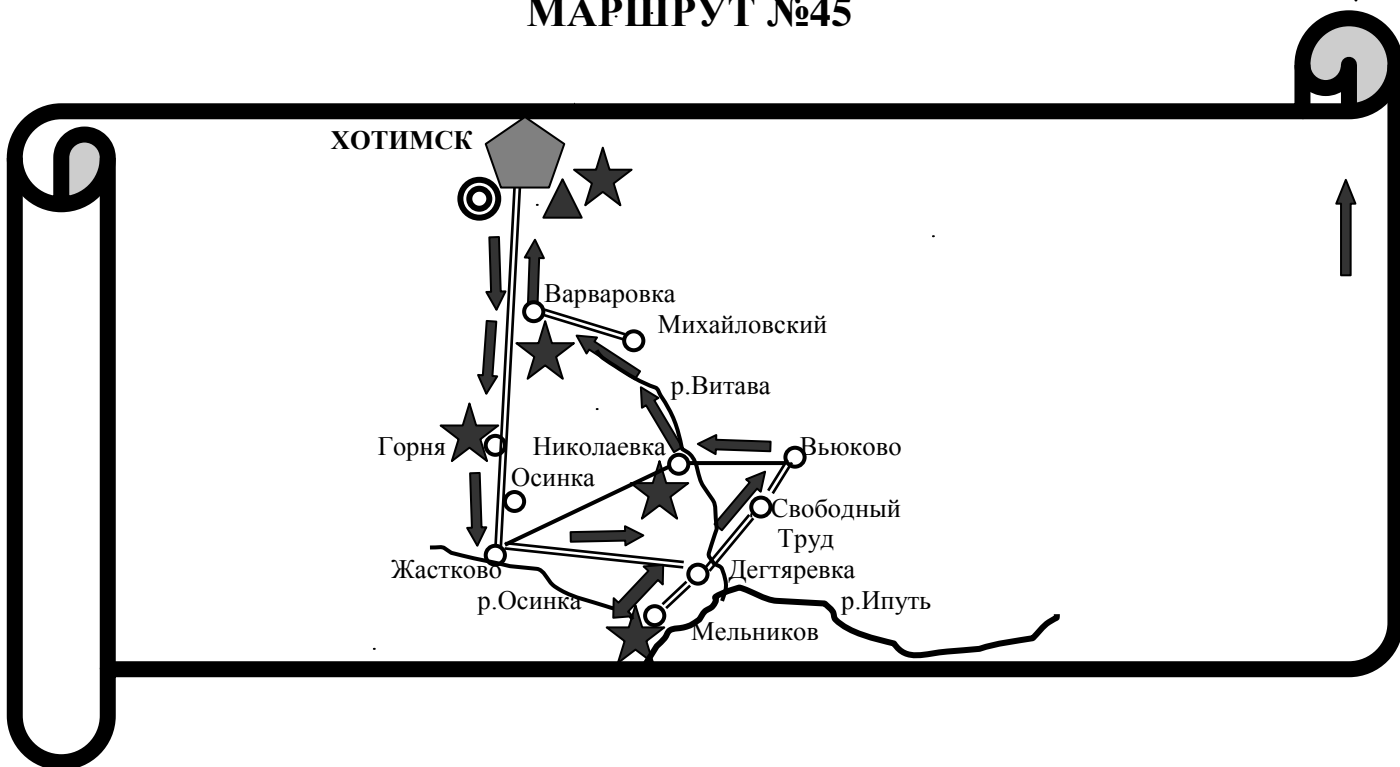 МАРШРУТ №45
ХОТИМСК
Варваровка
Михайловский
р.Витава
Горня
Николаевка
Вьюково
Осинка
Свободный
Труд
Жастково
Дегтяревка
р.Осинка
р.Ипуть
Мельников